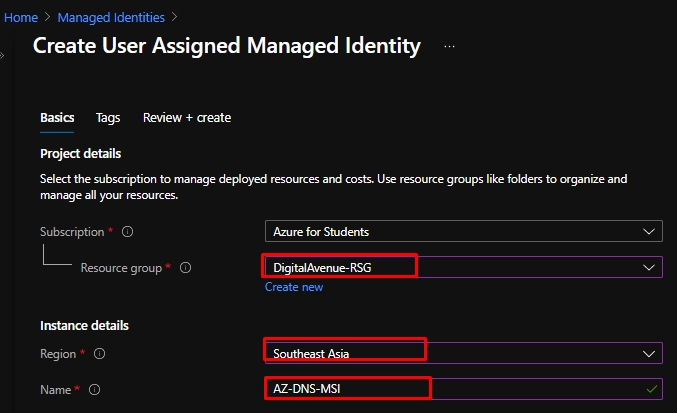 Home > Managed Identities >
Create User Assigned Managed Identity ...
Basics Tags Review + create
Project details
Select the subscription to manage deployed resources and costs. Use resource groups like folders to organize and
manage all your resources.
Subscription * Azure for Students
Resource group * DigitalAvenue-RSG
Create new
Instance details
Region * Southeast Asia
Name * AZ-DNS-MSI